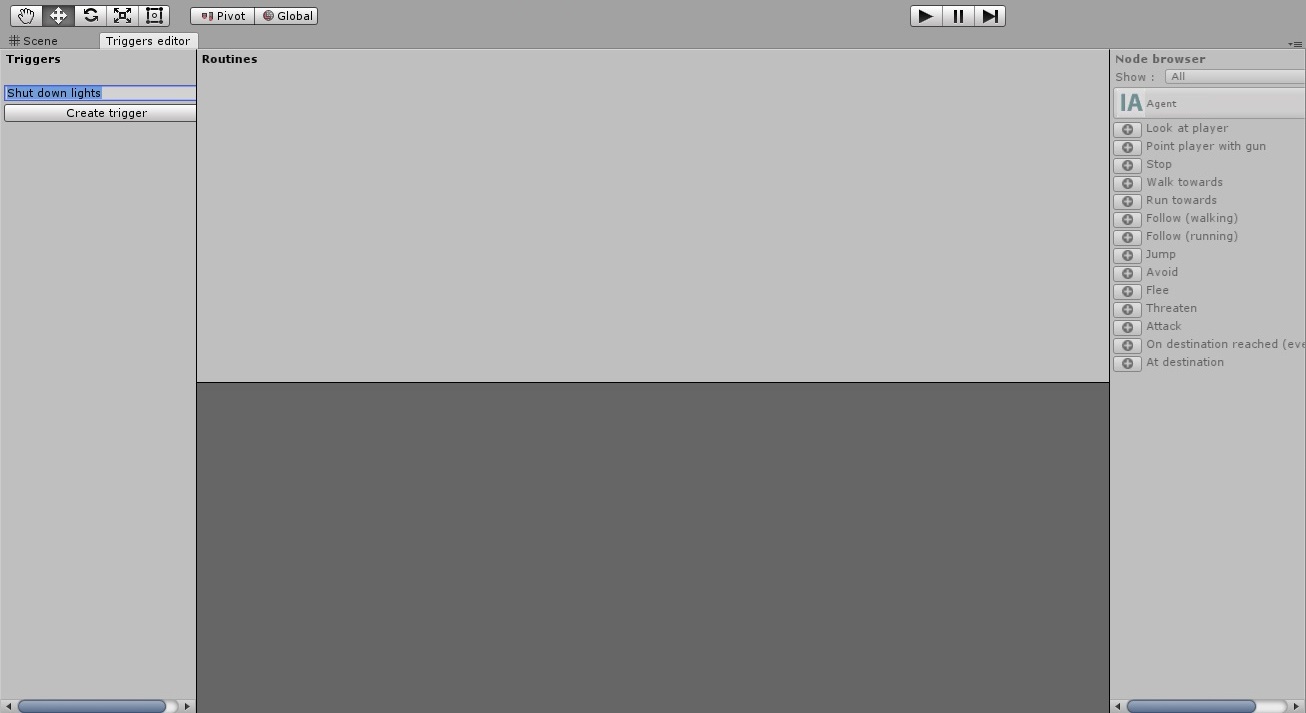 Pivot Global
Scene Triggers editor
Triggers
Shut down lights
Create trigger
Routines
Node browser
Show : All
IA Agent
Look at player
Point player with gun
Stop
Walk towards
Run towards
Follow (walking)
Follow (running)
Jump
Avoid
Flee
Threaten
Attack
On destination reached (eve
At destination